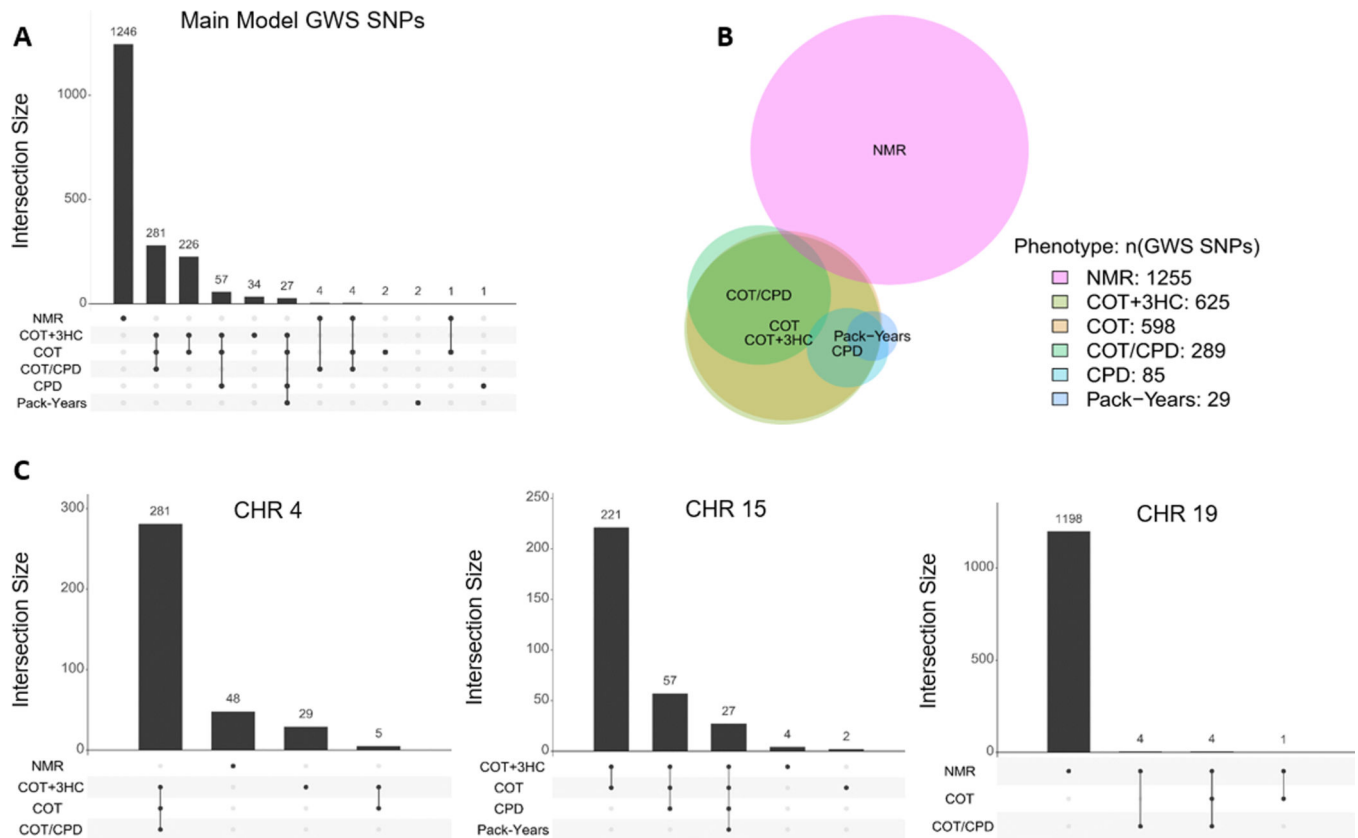 A
Main Model GWS SNPs
Intersection Size
1000
500
0
1246
281
226
57
34
27
4
4
2
2
1
1
NMR
COT+3HC
COT
COT/CPD
CPD
Pack-Years
B
NMR
COT/CPD
COT
COT+3HC
Pack−Years
CPD
Phenotype: n(GWS SNPs)
NMR: 1255
COT+3HC: 625
COT: 598
COT/CPD: 289
CPD: 85
Pack−Years: 29
C
CHR 4
Intersection Size
300
200
100
0
281
48
29
5
NMR
COT+3HC
COT
COT/CPD
CHR 15
Intersection Size
250
200
150
100
50
0
221
57
27
4
2
COT+3HC
COT
CPD
Pack-Years
CHR 19
Intersection Size
1000
500
0
1198
4
4
1
NMR
COT
COT/CPD